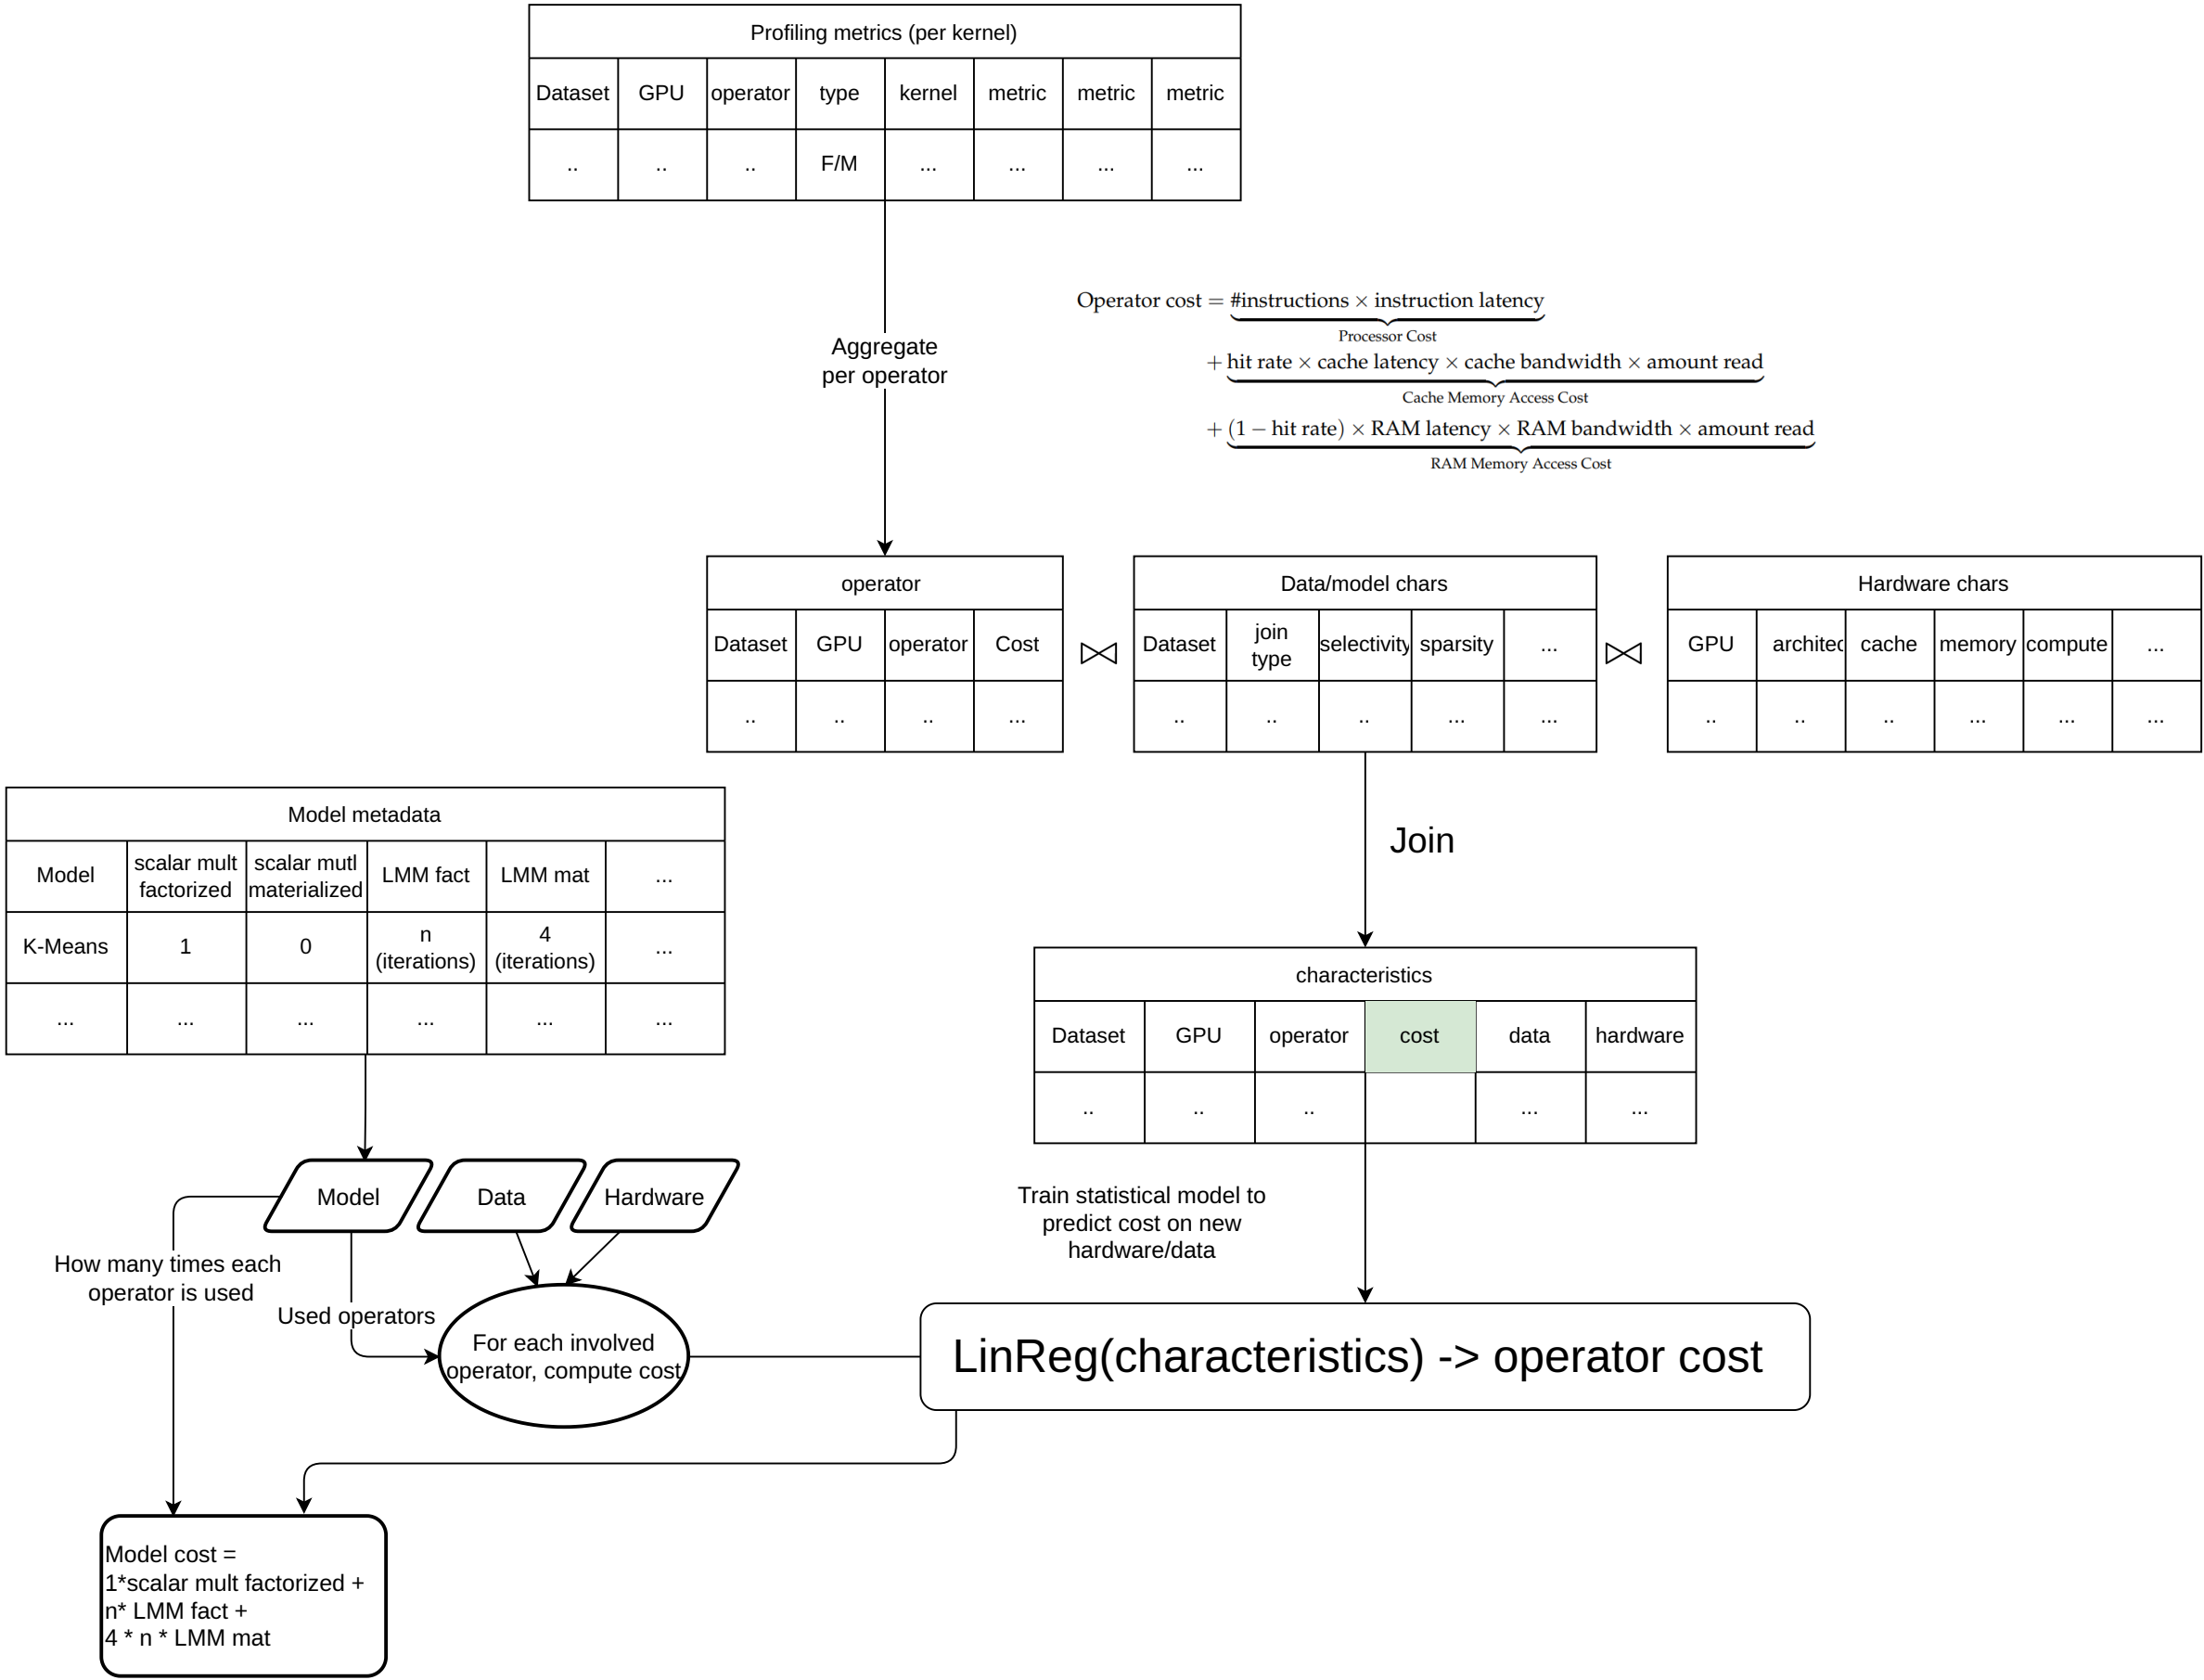 Profiling metrics (per kernel)
Dataset GPU operator type kernel metric metric metric
.. .. .. F/M ... ... ... ...
Operator cost = #instructions × instruction latency
Processor Cost
+ hit rate × cache latency × cache bandwidth × amount read
Cache Memory Access Cost
+ (1 − hit rate) × RAM latency × RAM bandwidth × amount read
RAM Memory Access Cost
Aggregate
per operator
operator
Dataset GPU operator Cost
.. .. .. ...
⋈
Data/model chars
Dataset join type selectivity sparsity ...
.. .. .. ... ...
⋈
Hardware chars
GPU architec cache memory compute ...
.. .. .. ... ... ...
Join
Model metadata
Model scalar mult factorized scalar mutl materialized LMM fact LMM mat ...
K-Means 1 0 n (iterations) 4 (iterations) ...
... ... ... ... ... ...
characteristics
Dataset GPU operator cost data hardware
.. .. .. ... ...
Train statistical model to
predict cost on new
hardware/data
Model Data Hardware
How many times each
operator is used
Used operators
For each involved
operator, compute cost
LinReg(characteristics) -> operator cost
Model cost =
1*scalar mult factorized +
n* LMM fact +
4 * n * LMM mat